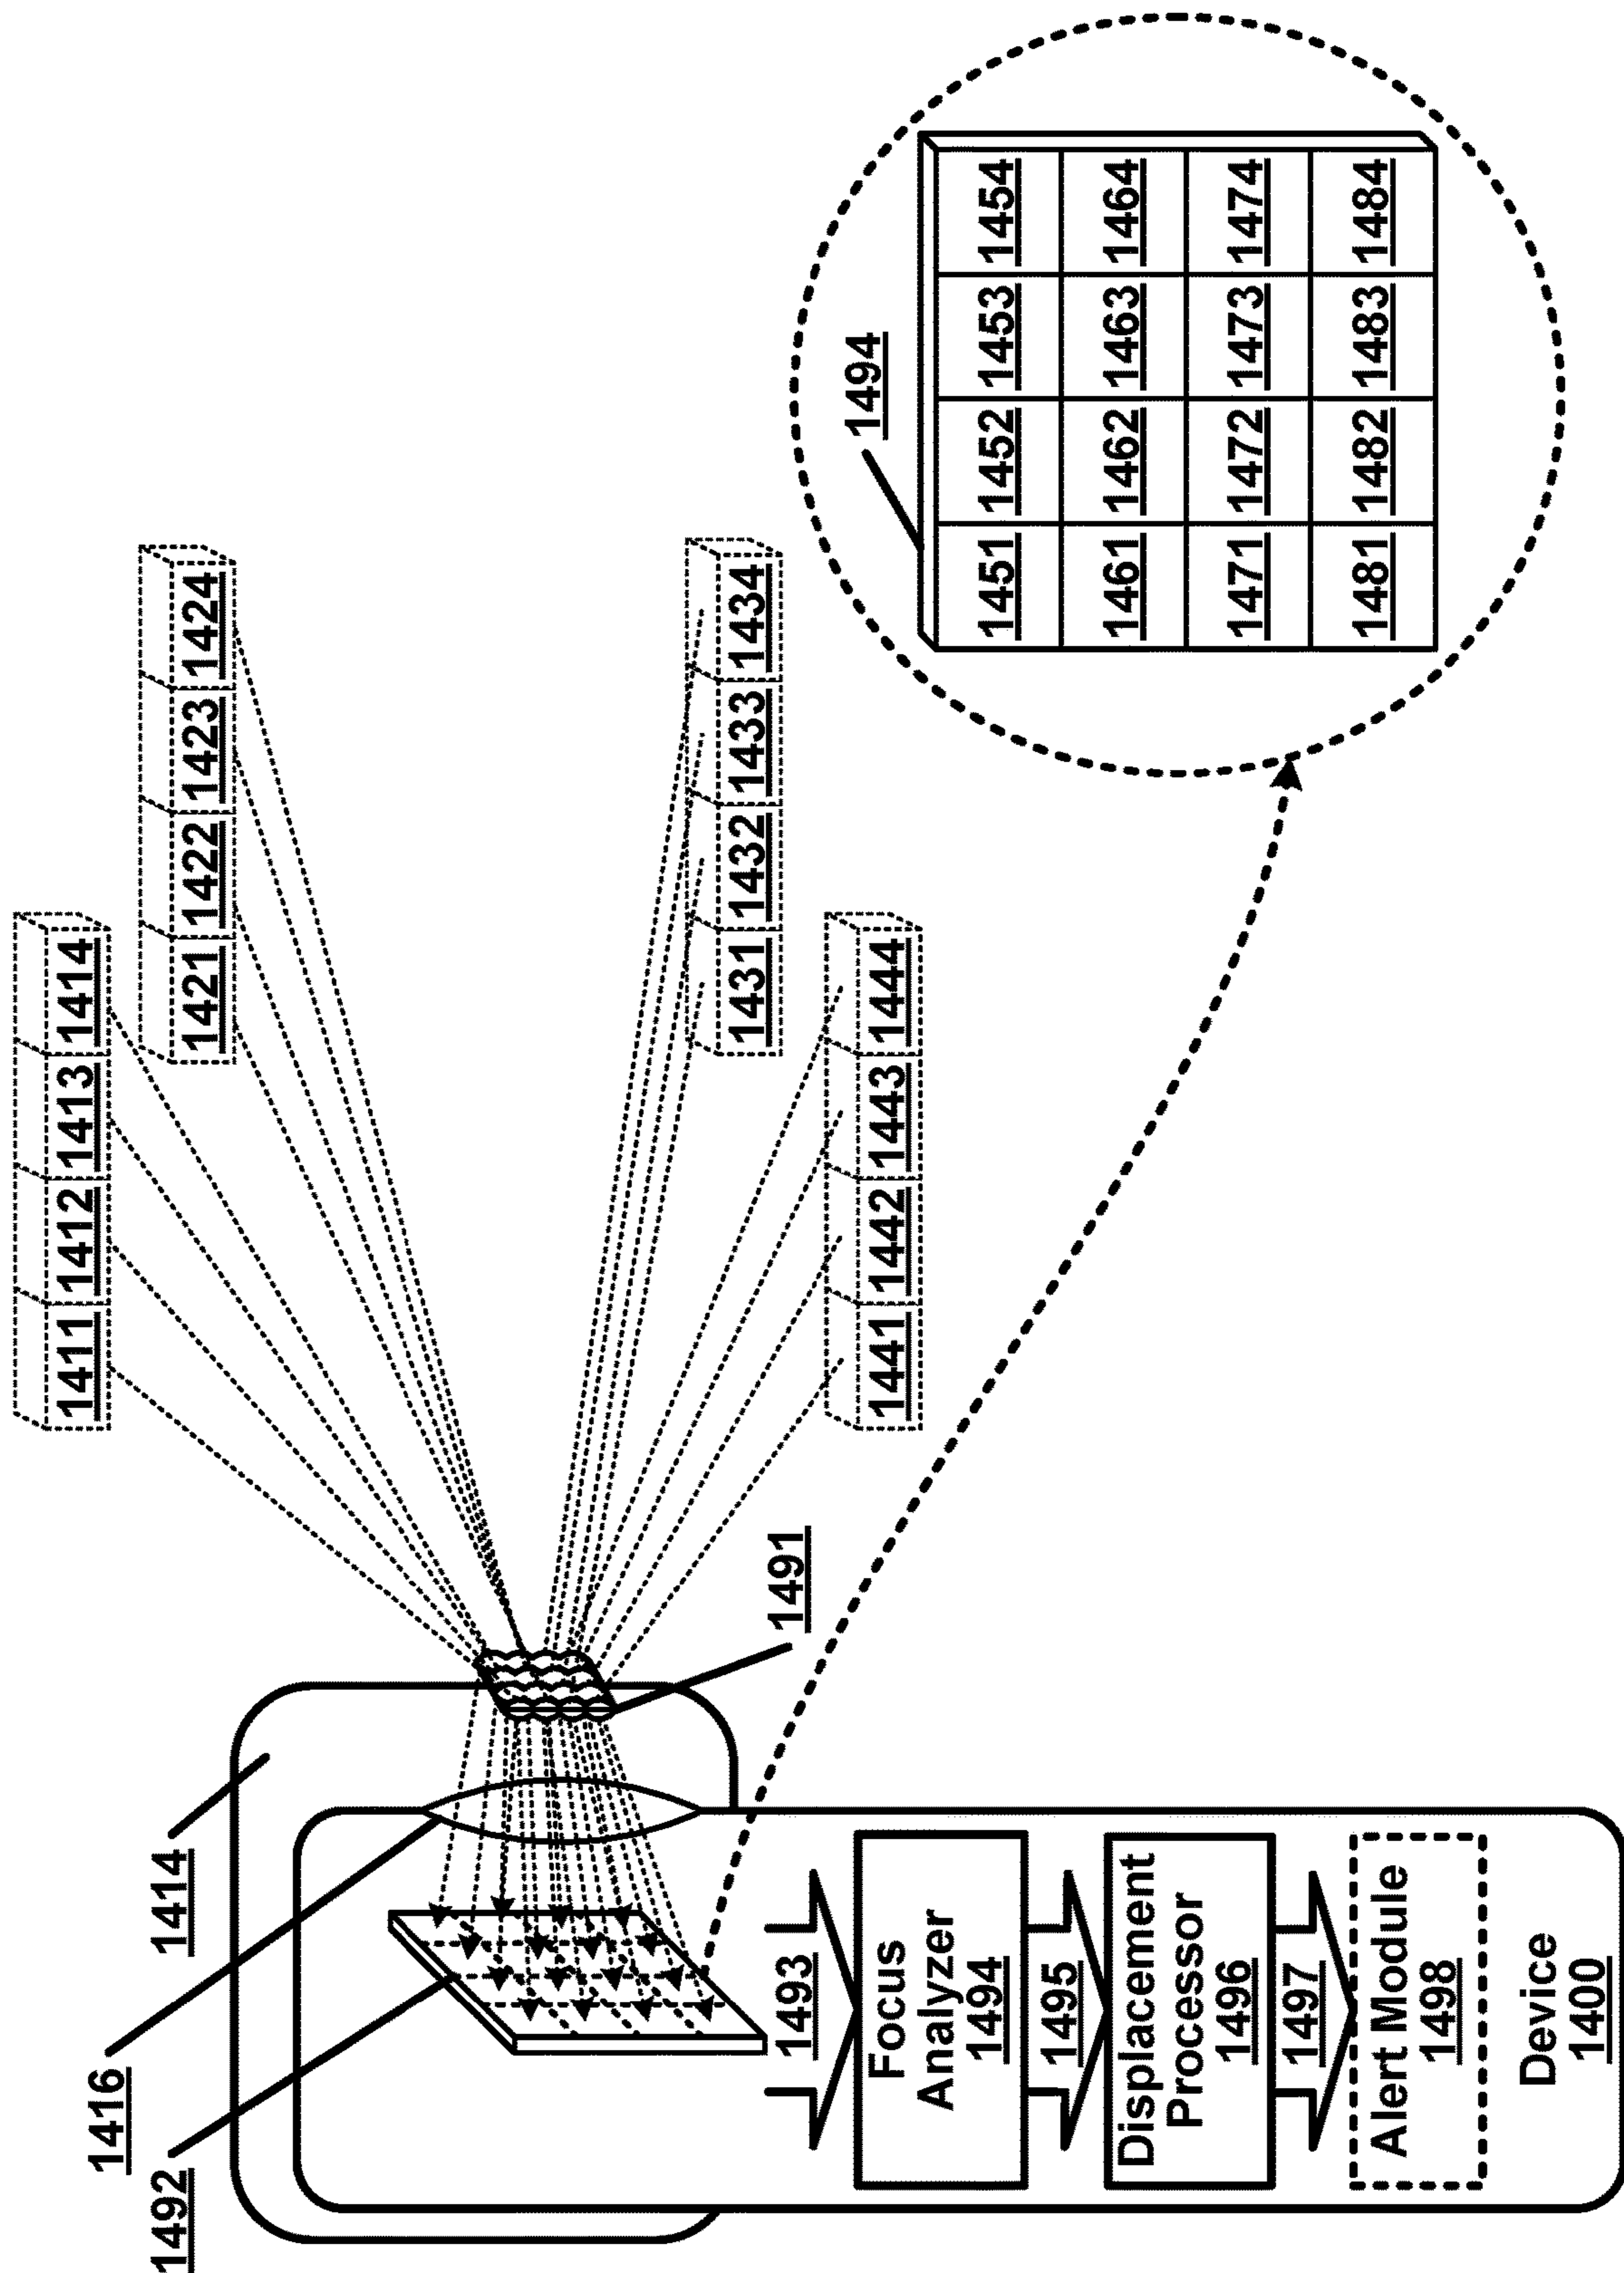 1411 1412 1413 1414
1421 1422 1423 1424
1431 1432 1433 1434
1441 1442 1443 1444
1414
1416
1492
1491
1494
1451 1452 1453 1454
1461 1462 1463 1464
1471 1472 1473 1474
1481 1482 1483 1484
1493
Focus
Analyzer
1494
1495
Displacement
Processor
1496
1497
Alert Module
1498
Device
1400